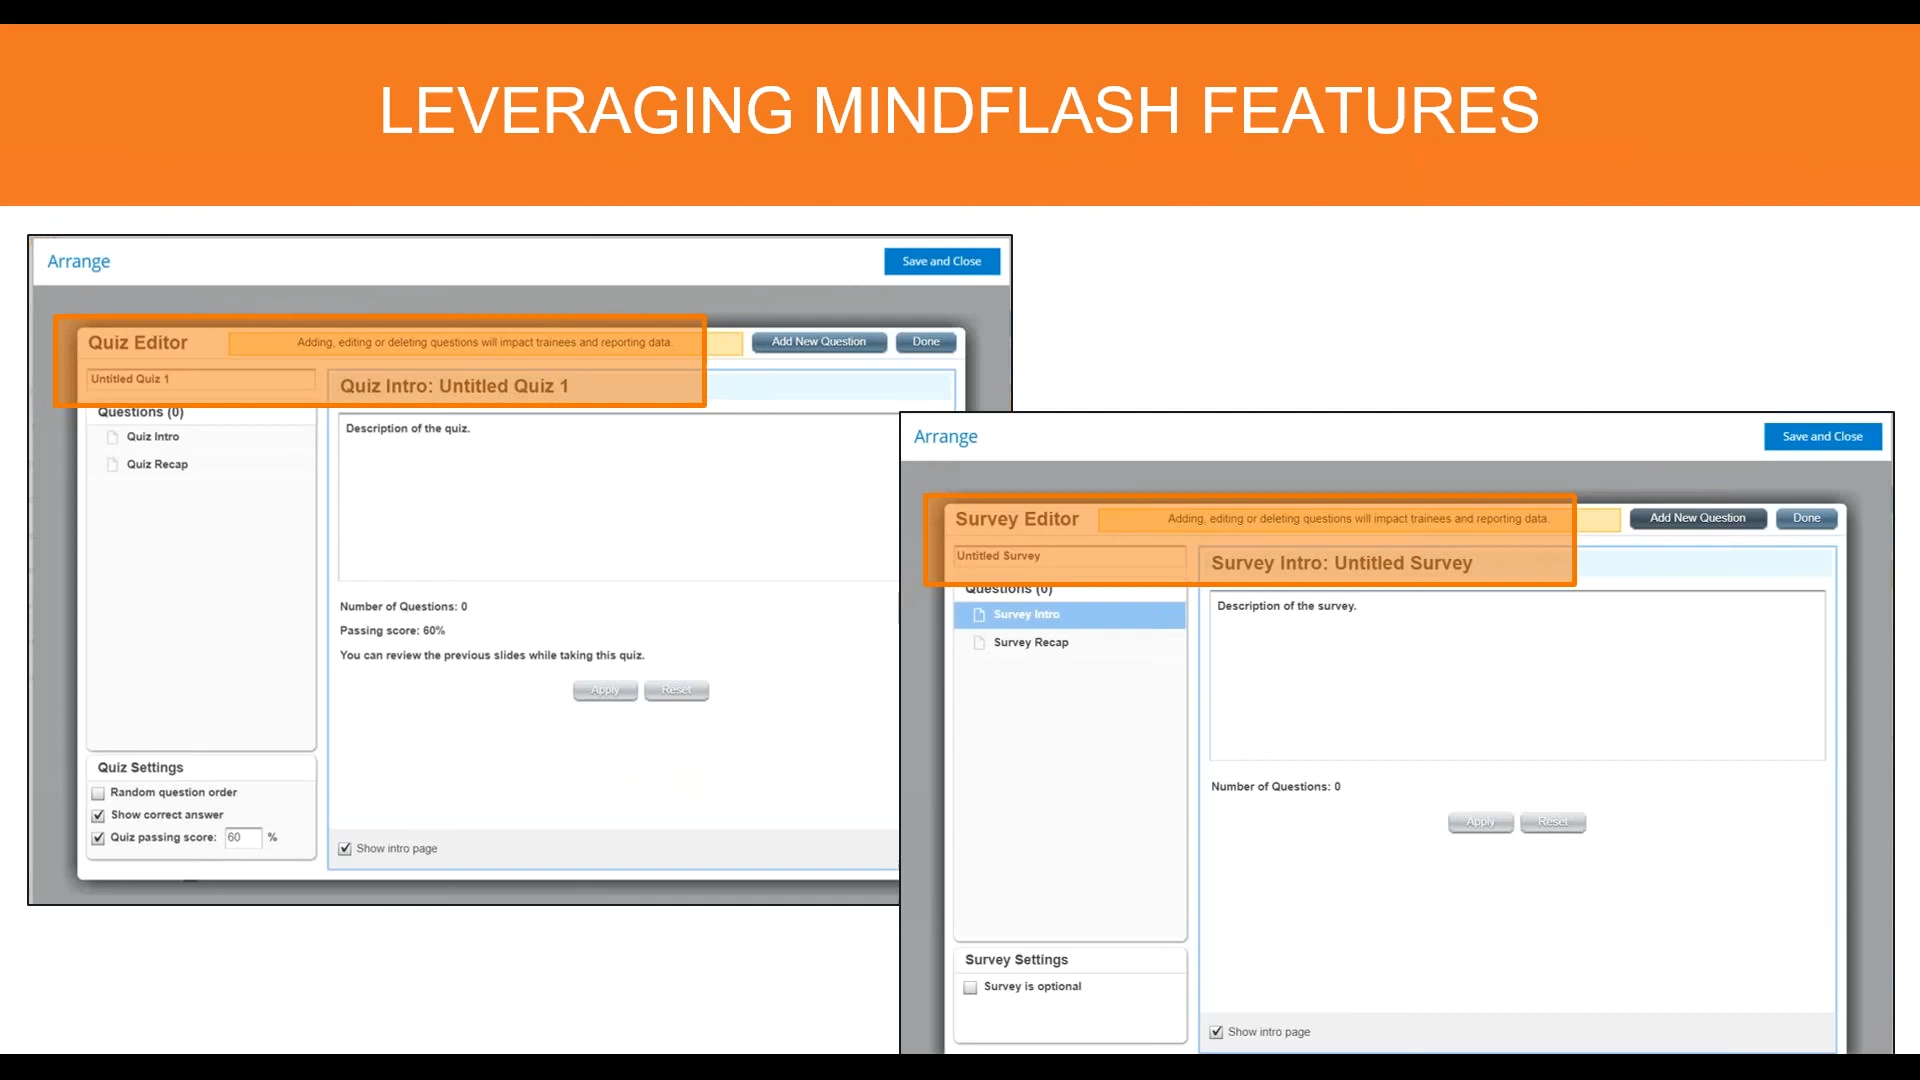 LEVERAGING MINDFLASH FEATURES
Arrange
Save and Close
Quiz Editor
Adding, editing or deleting questions will impact trainees and reporting data.
Add New Question
Done
Untitled Quiz 1
Quiz Intro: Untitled Quiz 1
Questions (0)
Quiz Intro
Quiz Recap
Description of the quiz.
Number of Questions: 0
Passing score: 60%
You can review the previous slides while taking this quiz.
Apply
Reset
Quiz Settings
Random question order
Show correct answer
Quiz passing score: 60 %
Show intro page
Arrange
Save and Close
Survey Editor
Adding, editing or deleting questions will impact trainees and reporting data.
Add New Question
Done
Untitled Survey
Survey Intro: Untitled Survey
Questions (0)
Survey Intro
Survey Recap
Description of the survey.
Number of Questions: 0
Apply
Reset
Survey Settings
Survey is optional
Show intro page